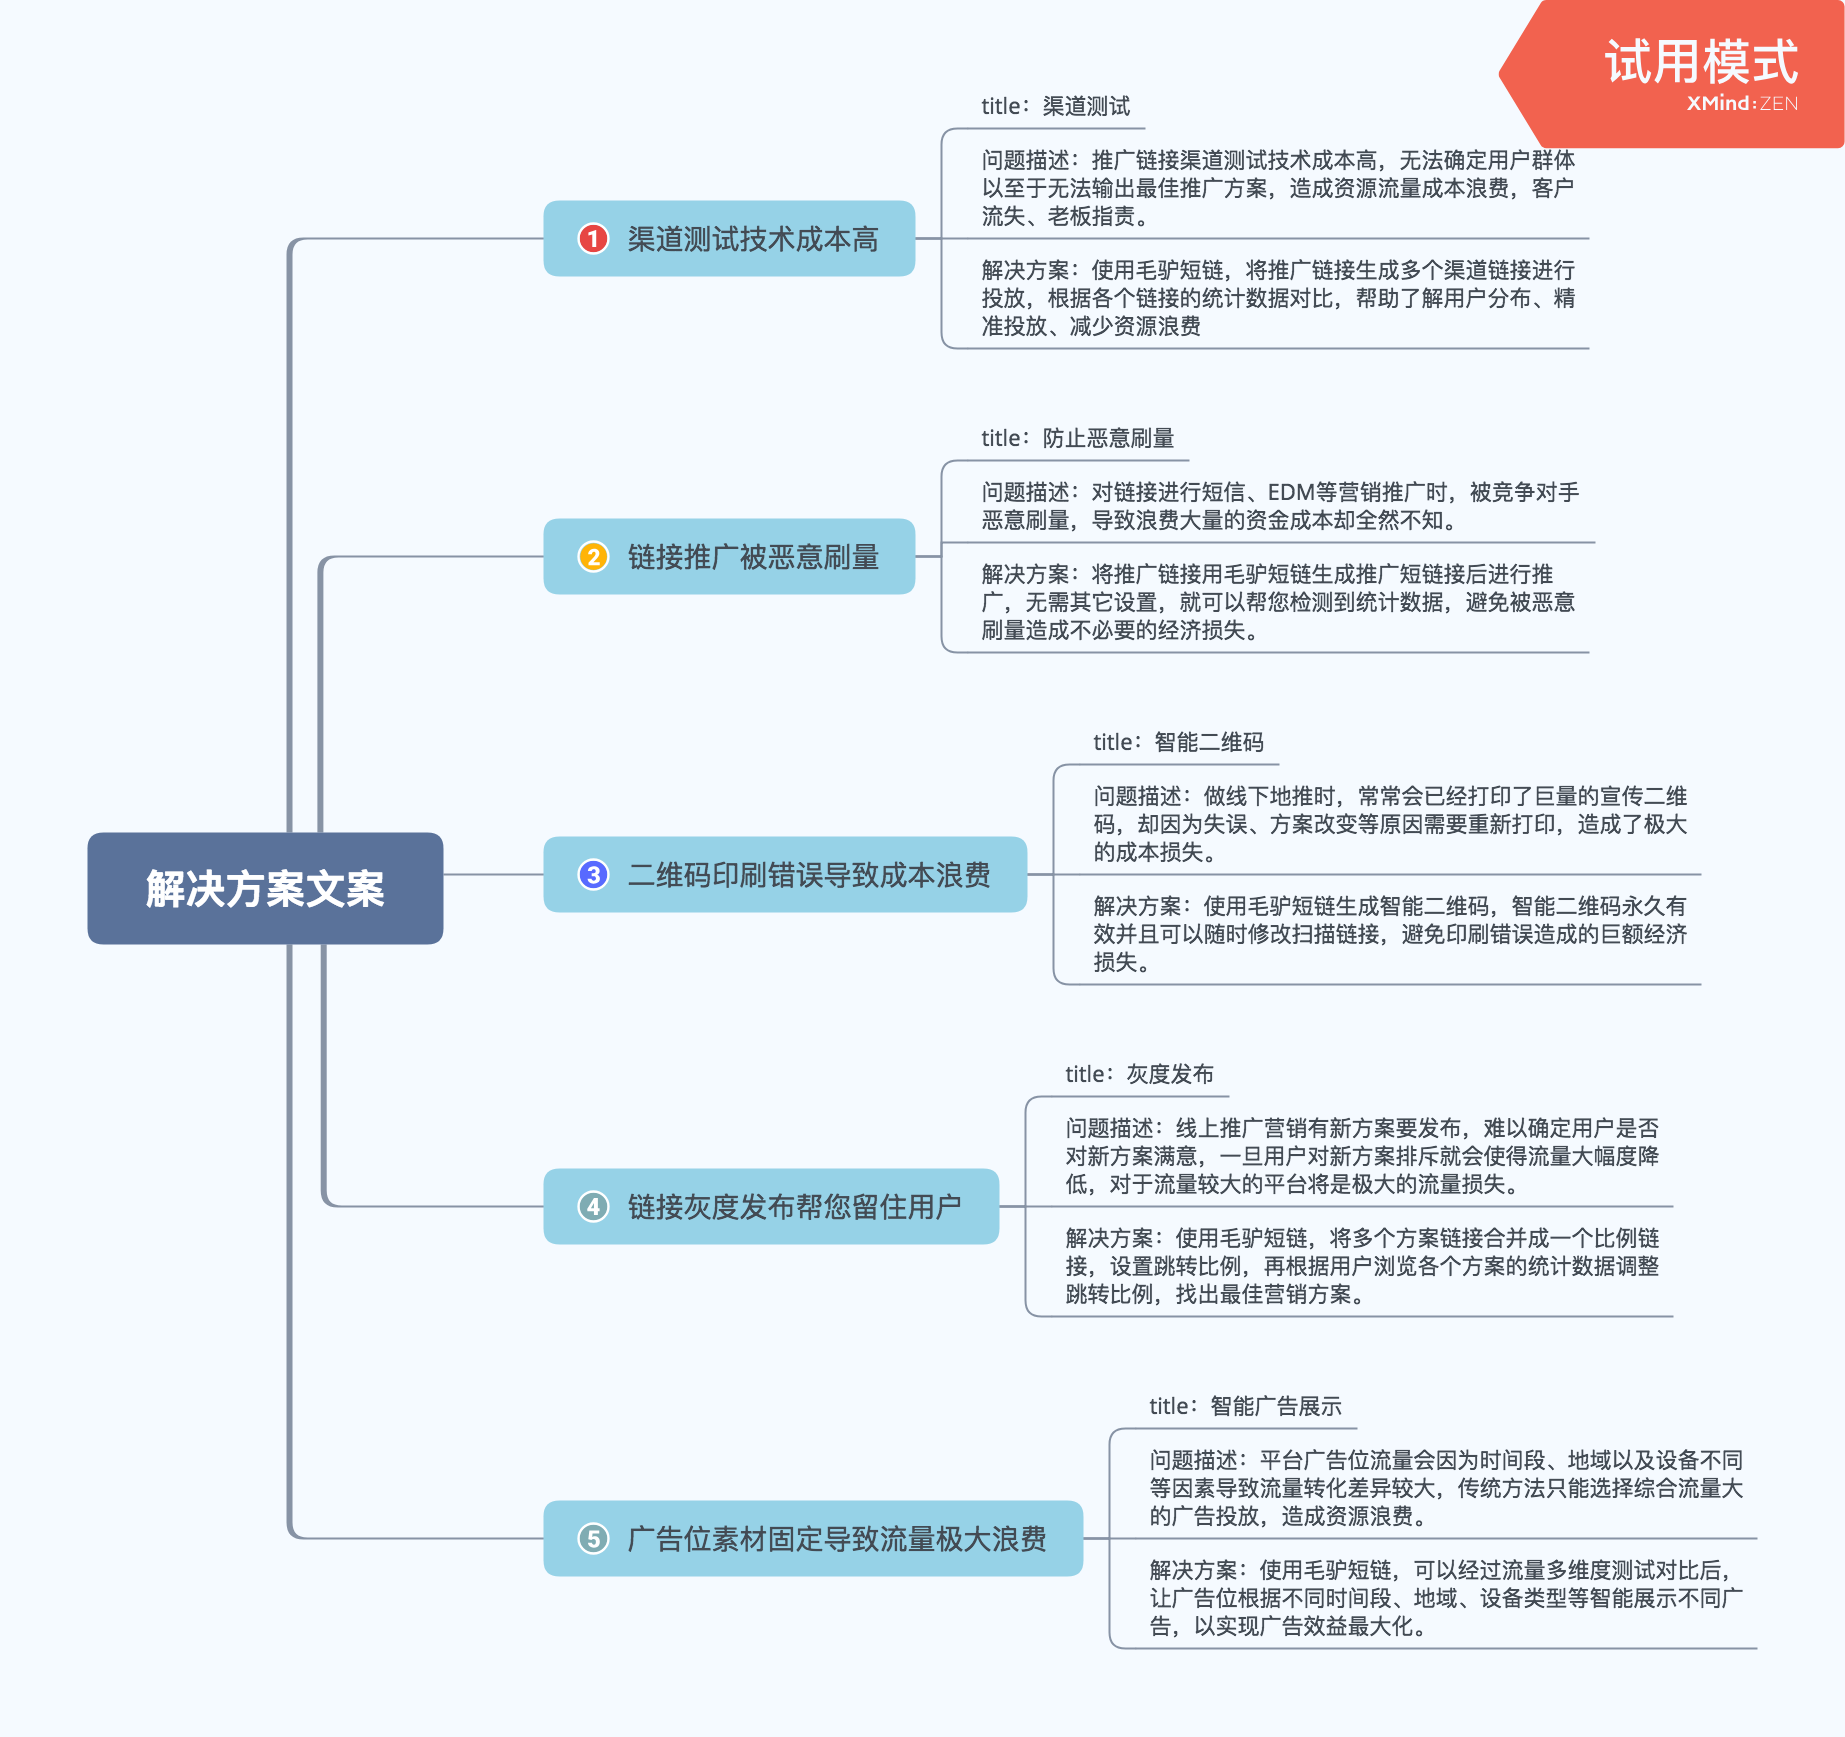 试用模式
XMind:ZEN
解决方案文案
1 渠道测试技术成本高
title：渠道测试
问题描述：推广链接渠道测试技术成本高，无法确定用户群体
以至于无法输出最佳推广方案，造成资源流量成本浪费，客户
流失、老板指责。
解决方案：使用毛驴短链，将推广链接生成多个渠道链接进行
投放，根据各个链接的统计数据对比，帮助了解用户分布、精
准投放、减少资源浪费
2 链接推广被恶意刷量
title：防止恶意刷量
问题描述：对链接进行短信、EDM等营销推广时，被竞争对手
恶意刷量，导致浪费大量的资金成本却全然不知。
解决方案：将推广链接用毛驴短链生成推广短链接后进行推
广，无需其它设置，就可以帮您检测到统计数据，避免被恶意
刷量造成不必要的经济损失。
3 二维码印刷错误导致成本浪费
title：智能二维码
问题描述：做线下地推时，常常会已经打印了巨量的宣传二维
码，却因为失误、方案改变等原因需要重新打印，造成了极大
的成本损失。
解决方案：使用毛驴短链生成智能二维码，智能二维码永久有
效并且可以随时修改扫描链接，避免印刷错误造成的巨额经济
损失。
4 链接灰度发布帮您留住用户
title：灰度发布
问题描述：线上推广营销有新方案要发布，难以确定用户是否
对新方案满意，一旦用户对新方案排斥就会使得流量大幅度降
低，对于流量较大的平台将是极大的流量损失。
解决方案：使用毛驴短链，将多个方案链接合并成一个比例链
接，设置跳转比例，再根据用户浏览各个方案的统计数据调整
跳转比例，找出最佳营销方案。
5 广告位素材固定导致流量极大浪费
title：智能广告展示
问题描述：平台广告位流量会因为时间段、地域以及设备不同
等因素导致流量转化差异较大，传统方法只能选择综合流量大
的广告投放，造成资源浪费。
解决方案：使用毛驴短链，可以经过流量多维度测试对比后，
让广告位根据不同时间段、地域、设备类型等智能展示不同广
告，以实现广告效益最大化。